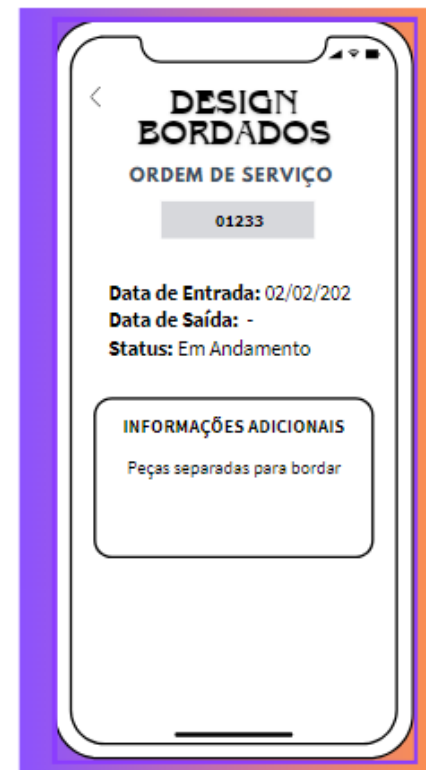 DESIGN
BORDADOS
ORDEM DE SERVIÇO
01233
Data de Entrada: 02/02/202
Data de Saída: -
Status: Em Andamento
INFORMAÇÕES ADICIONAIS
Peças separadas para bordar